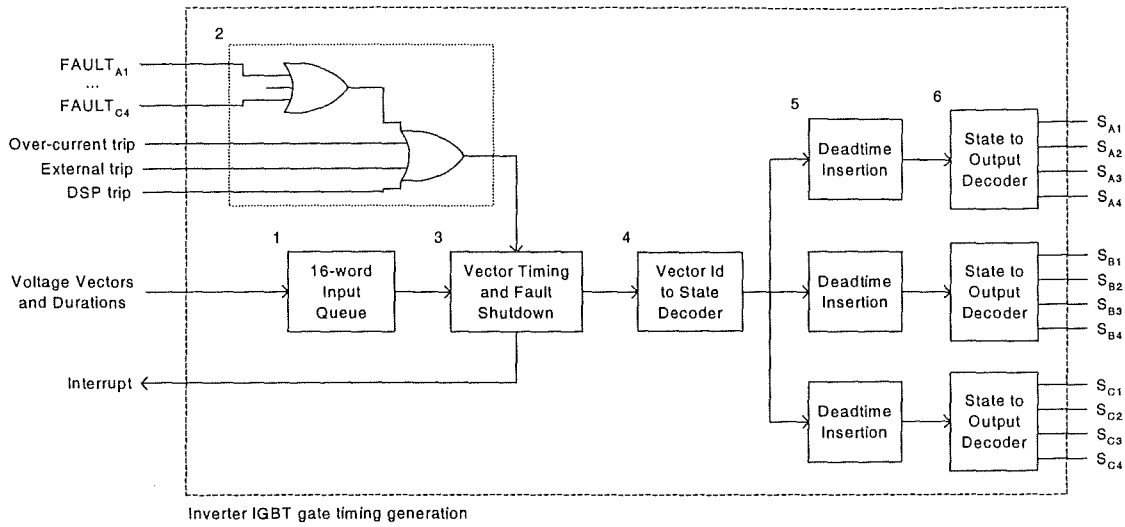 2
FAULT_A1
...
FAULT_C4
Over-current trip
External trip
DSP trip
1
16-word
Input
Queue
3
Vector Timing
and Fault
Shutdown
4
Vector Id
to State
Decoder
Voltage Vectors
and Durations
Interrupt
5
Deadtime
Insertion
6
State to
Output
Decoder
S_A1
S_A2
S_A3
S_A4
Deadtime
Insertion
State to
Output
Decoder
S_B1
S_B2
S_B3
S_B4
Deadtime
Insertion
State to
Output
Decoder
S_C1
S_C2
S_C3
S_C4
Inverter IGBT gate timing generation